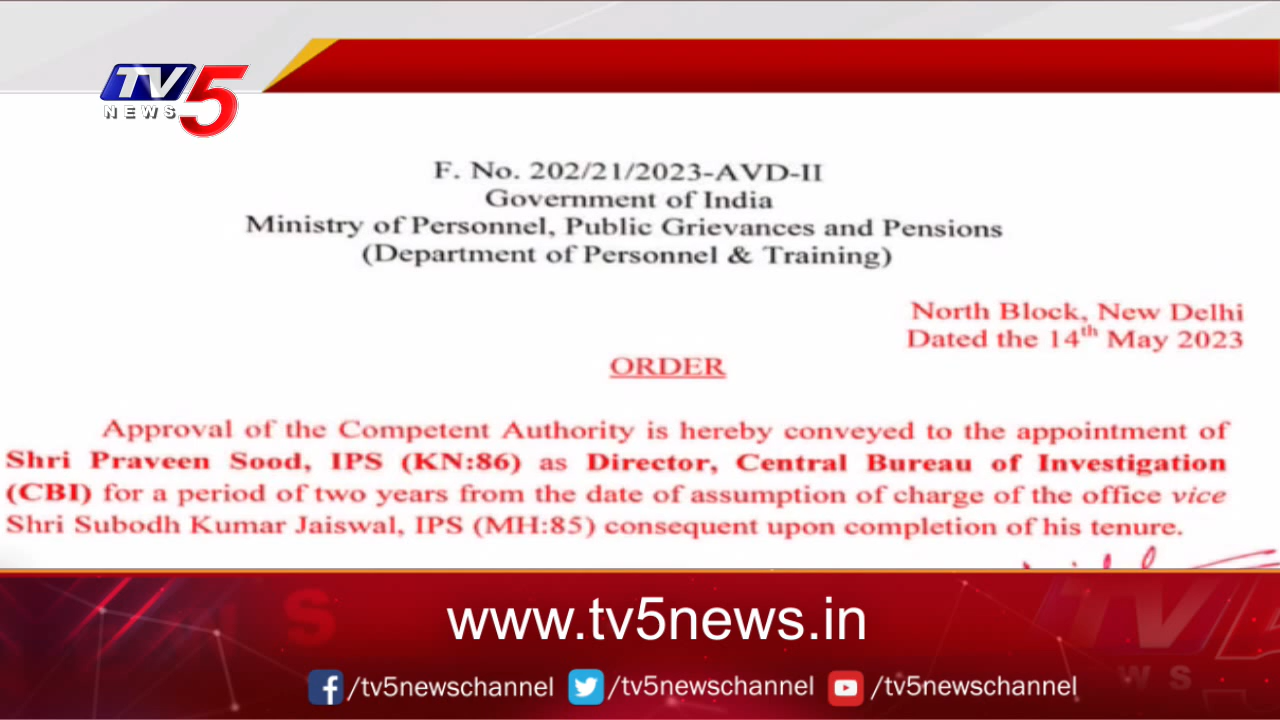 TV5
NEWS
F. No. 202/21/2023-AVD-II
Government of India
Ministry of Personnel, Public Grievances and Pensions
(Department of Personnel & Training)
North Block, New Delhi
Dated the 14th May 2023
ORDER
Approval of the Competent Authority is hereby conveyed to the appointment of
Shri Praveen Sood, IPS (KN:86) as Director, Central Bureau of Investigation
(CBI) for a period of two years from the date of assumption of charge of the office vice
Shri Subodh Kumar Jaiswal, IPS (MH:85) consequent upon completion of his tenure.
www.tv5news.in
/tv5newschannel /tv5newschannel /tv5newschannel